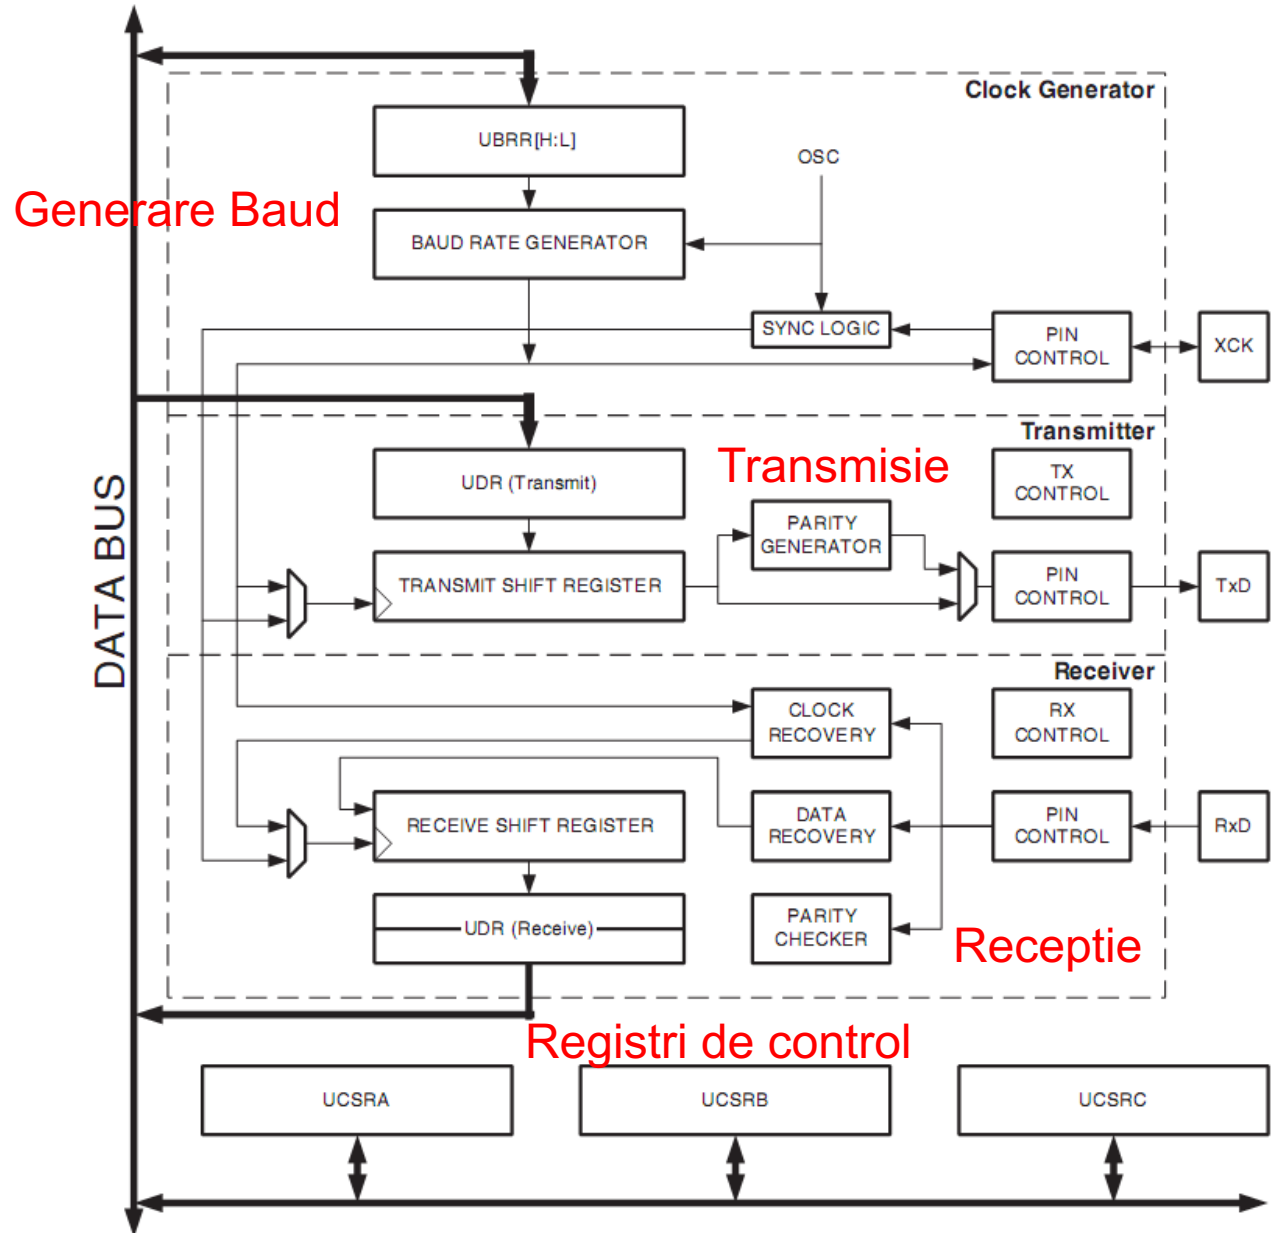 Clock Generator
UBRR[H:L]
OSC
Generare Baud
BAUD RATE GENERATOR
SYNC LOGIC
PIN
CONTROL
XCK
Transmitter
Transmisie
UDR (Transmit)
TX
CONTROL
DATA BUS
PARITY
GENERATOR
TRANSMIT SHIFT REGISTER
PIN
CONTROL
TxD
Receiver
CLOCK
RECOVERY
RX
CONTROL
RECEIVE SHIFT REGISTER
DATA
RECOVERY
PIN
CONTROL
RxD
UDR (Receive)
PARITY
CHECKER
Receptie
Registri de control
UCSRA
UCSRB
UCSRC